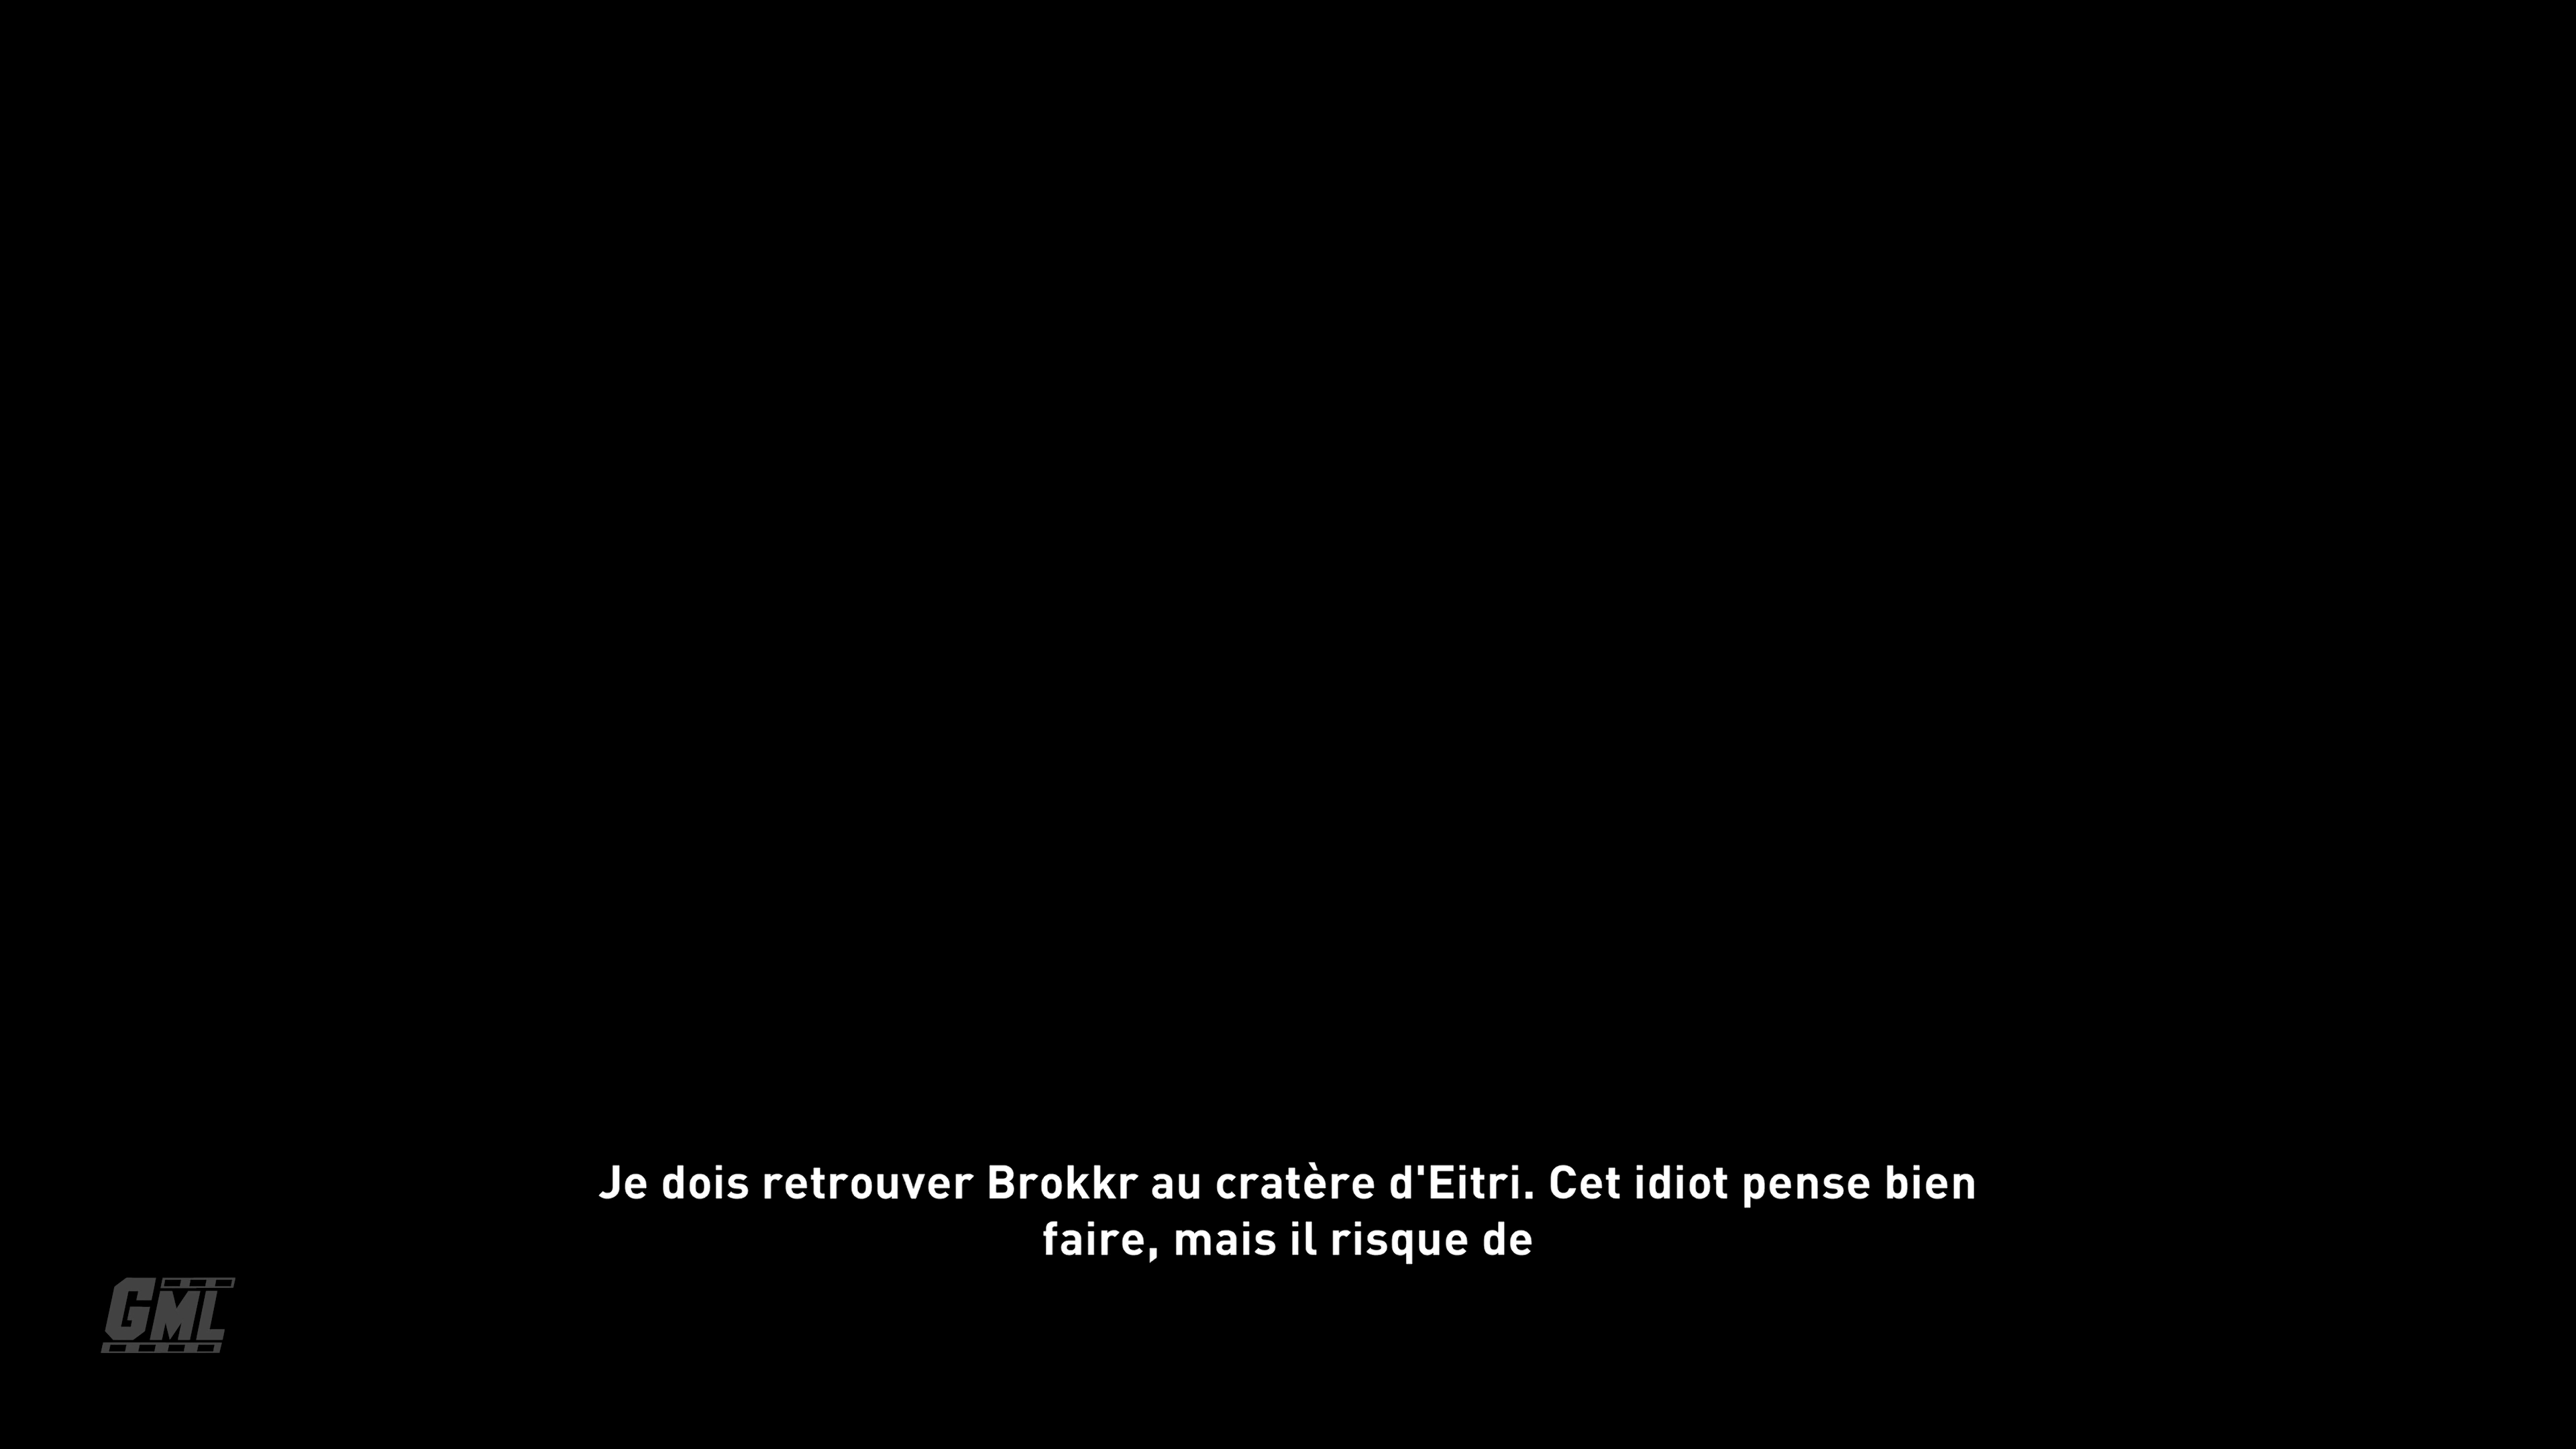 Je dois retrouver Brokkr au cratère d'Eitri. Cet idiot pense bien
faire, mais il risque de
GML